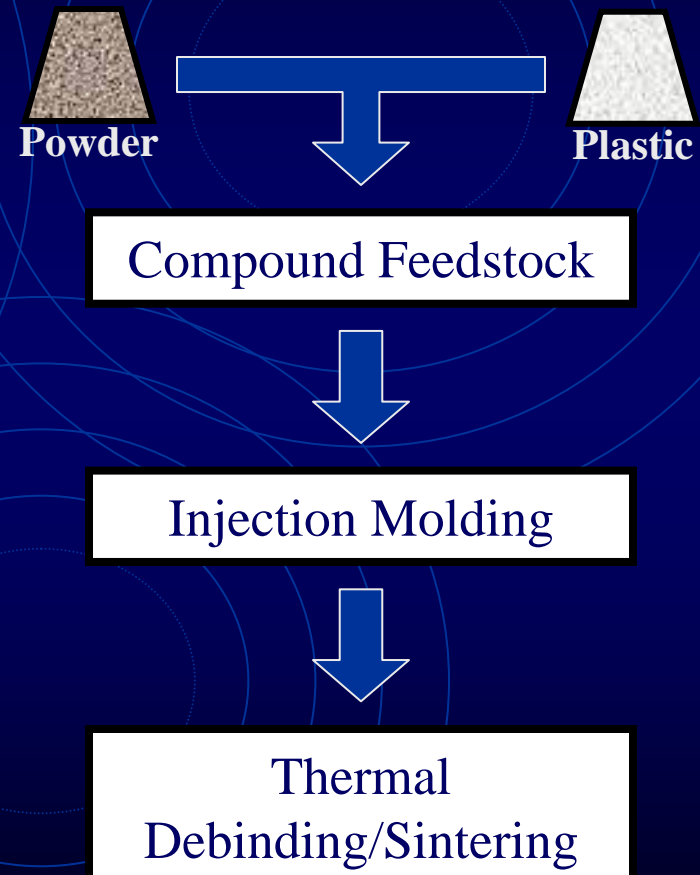 Powder
Plastic
Compound Feedstock
Injection Molding
Thermal
Debinding/Sintering